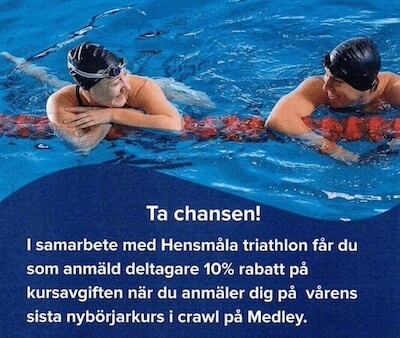 Ta chansen!
I samarbete med Hensmåla triathlon får du
som anmäld deltagare 10% rabatt på
kursavgiften när du anmäler dig på  vårens
sista nybörjarkurs i crawl på Medley.